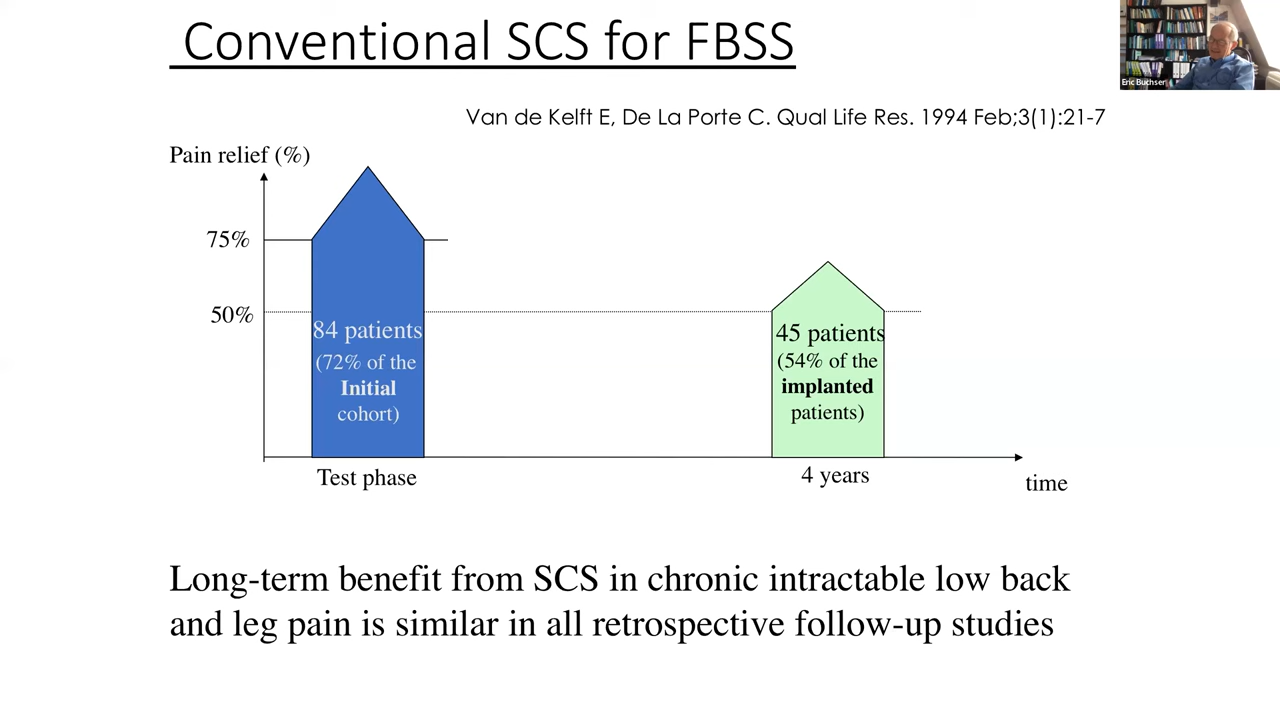 Conventional SCS for FBSS
Eric Buchser
Van de Kelft E, De La Porte C. Qual Life Res. 1994 Feb;3(1):21-7
Pain relief (%)
75%
50%
84 patients
(72% of the
Initial
cohort)
45 patients
(54% of the
implanted
patients)
Test phase
4 years
time
Long-term benefit from SCS in chronic intractable low back
and leg pain is similar in all retrospective follow-up studies